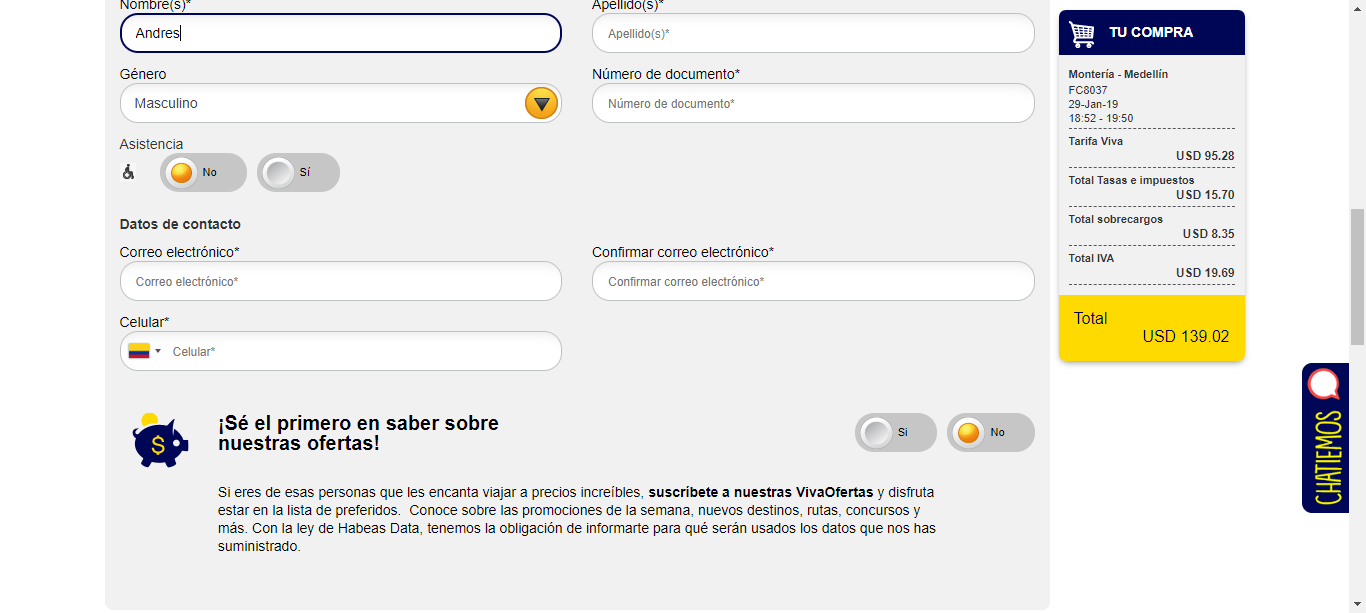 Nombre(s)*
Apellido(s)*
Andres
Apellido(s)*
Género
Número de documento*
Masculino
Número de documento*
Asistencia
No
Sí
Datos de contacto
Correo electrónico*
Confirmar correo electrónico*
Correo electrónico*
Confirmar correo electrónico*
Celular*
Celular*
$
¡Sé el primero en saber sobre
nuestras ofertas!
Si
No
Si eres de esas personas que les encanta viajar a precios increíbles, suscríbete a nuestras VivaOfertas y disfruta
estar en la lista de preferidos.  Conoce sobre las promociones de la semana, nuevos destinos, rutas, concursos y
más. Con la ley de Habeas Data, tenemos la obligación de informarte para qué serán usados los datos que nos has
suministrado.
TU COMPRA
Montería - Medellín
FC8037
29-Jan-19
18:52 - 19:50
Tarifa Viva
USD 95.28
Total Tasas e impuestos
USD 15.70
Total sobrecargos
USD 8.35
Total IVA
USD 19.69
Total
USD 139.02
CHATIEMOS